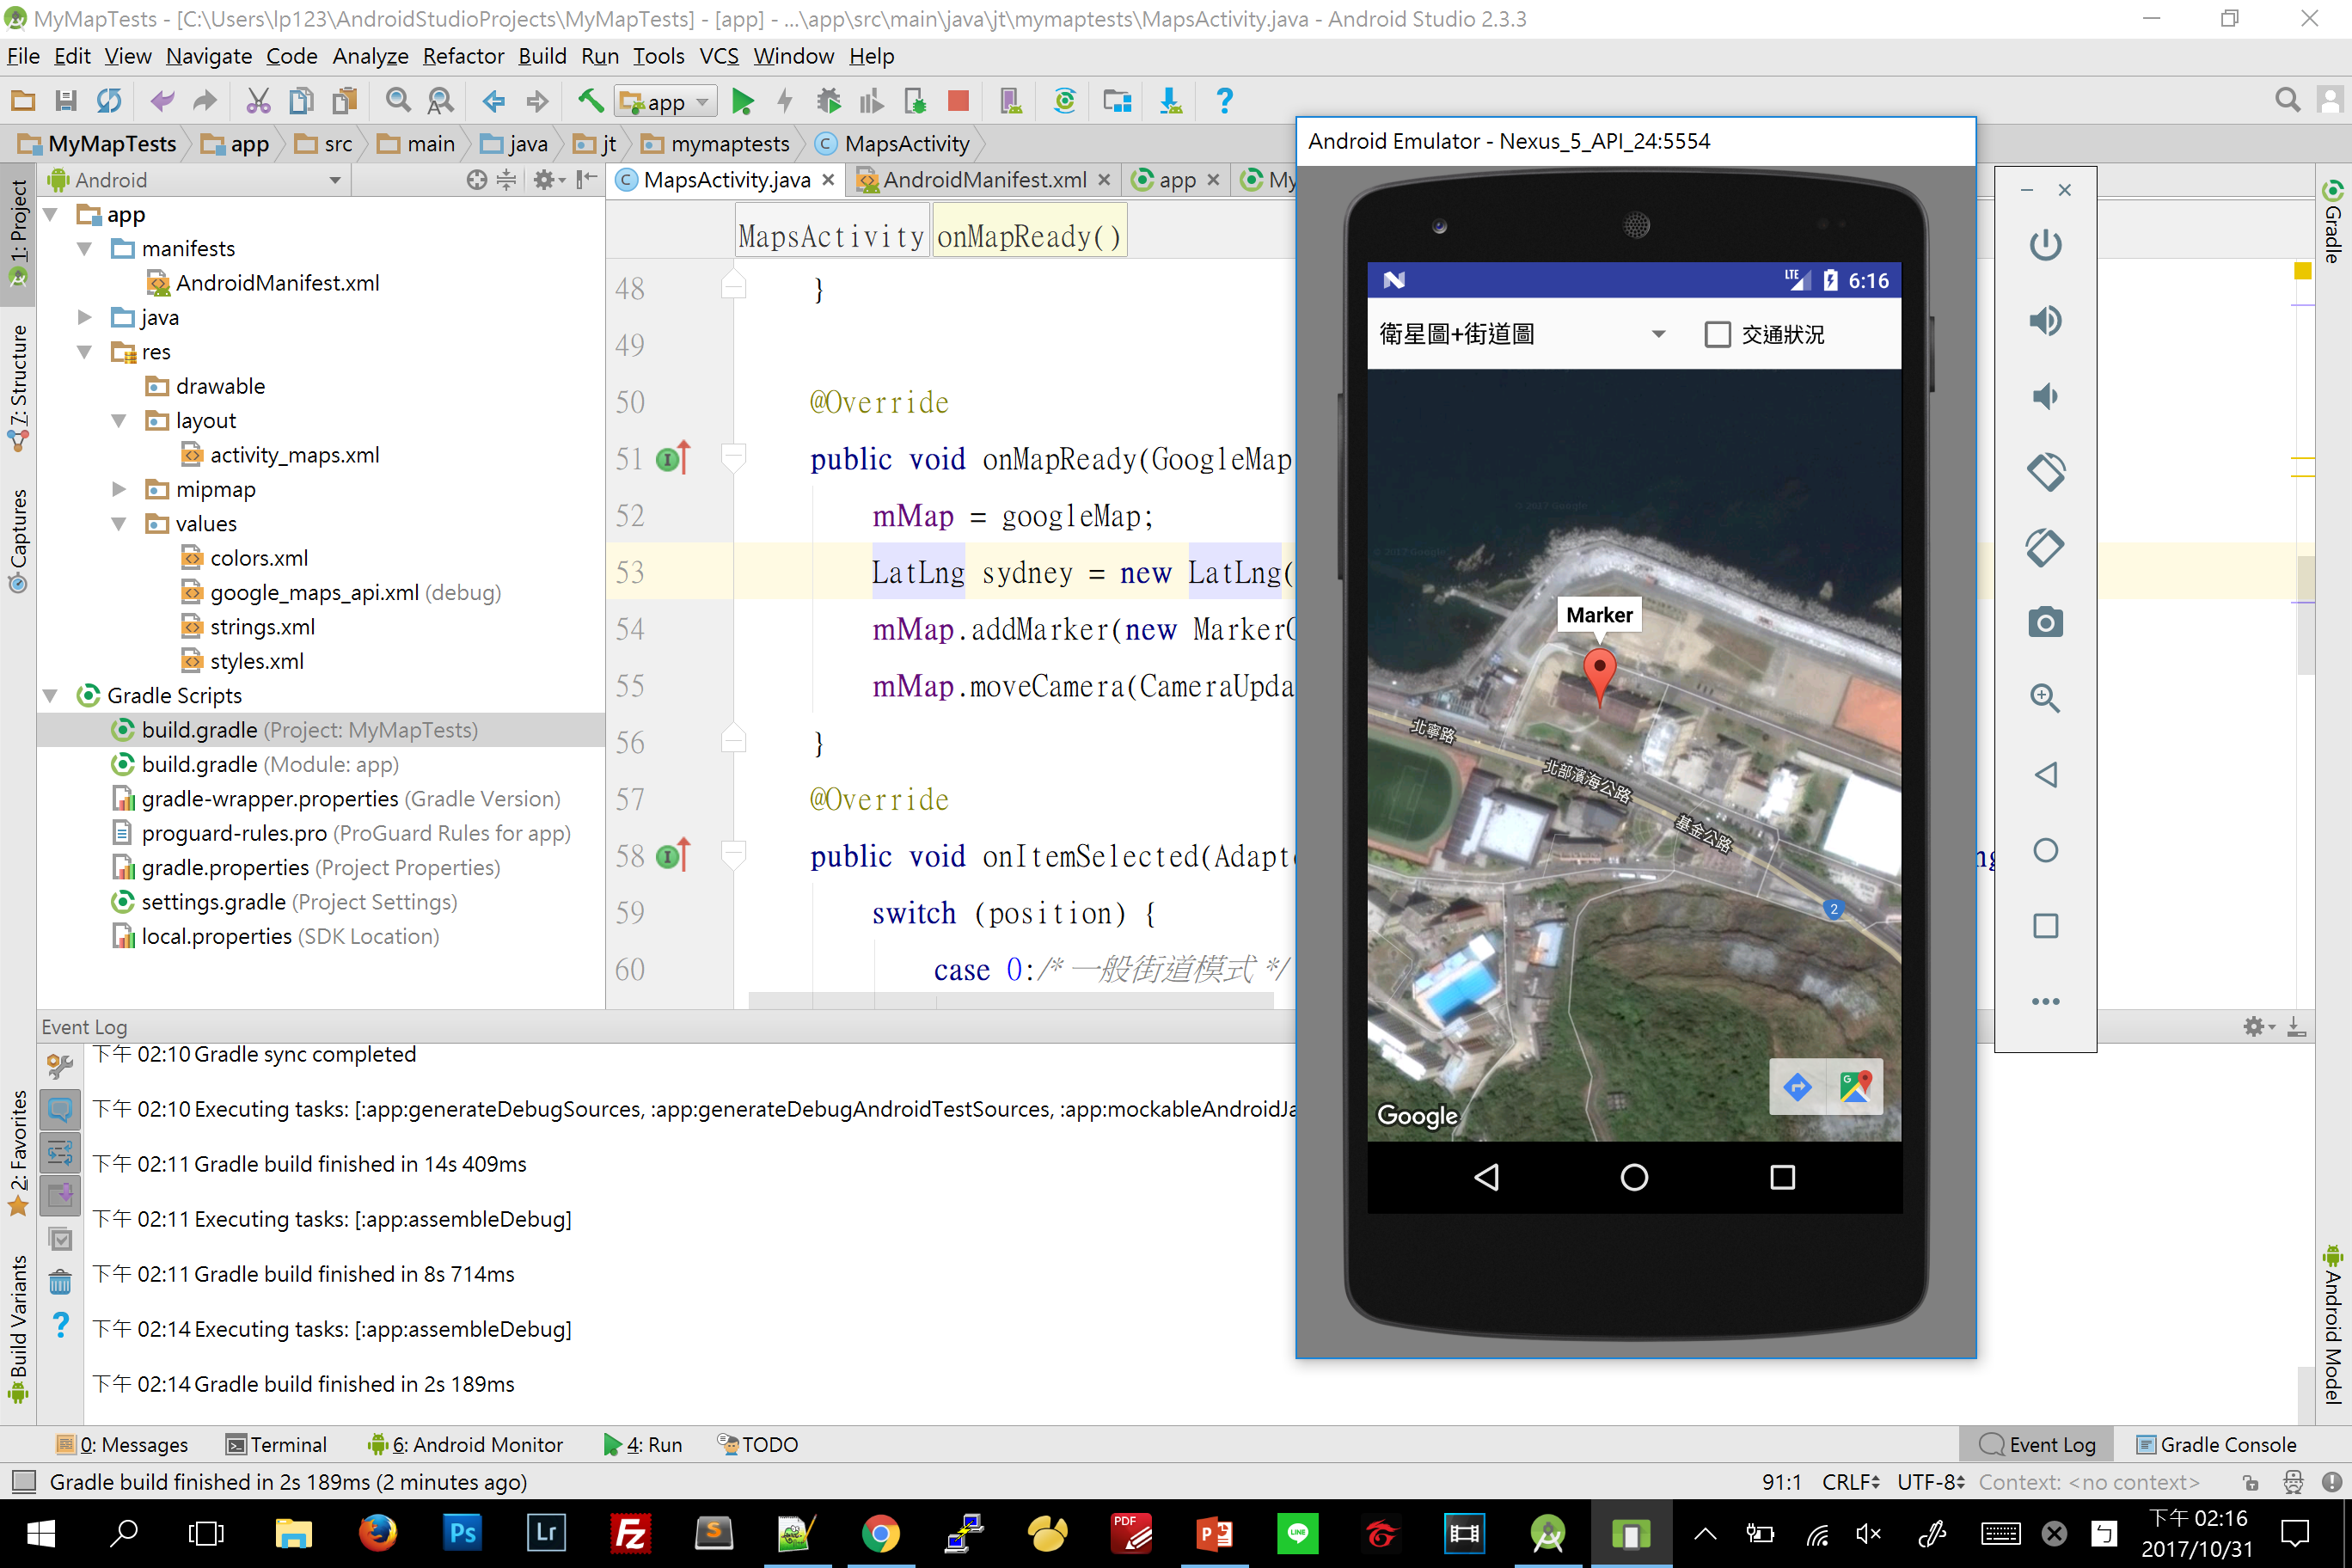 MyMapTests - [C:\Users\lp123\AndroidStudioProjects\MyMapTests] - [app] - ...\app\src\main\java\jt\mymaptests\MapsActivity.java - Android Studio 2.3.3
File Edit View Navigate Code Analyze Refactor Build Run Tools VCS Window Help
app
MyMapTests app src main java jt mymaptests MapsActivity
Android
MapsActivity.java AndroidManifest.xml app My
1: Project
7: Structure
Captures
2: Favorites
Build Variants
app
manifests
AndroidManifest.xml
java
res
drawable
layout
activity_maps.xml
mipmap
values
colors.xml
google_maps_api.xml (debug)
strings.xml
styles.xml
Gradle Scripts
build.gradle (Project: MyMapTests)
build.gradle (Module: app)
gradle-wrapper.properties (Gradle Version)
proguard-rules.pro (ProGuard Rules for app)
gradle.properties (Project Properties)
settings.gradle (Project Settings)
local.properties (SDK Location)
MapsActivity onMapReady()
48 }
49
50 @Override
51 public void onMapReady(GoogleMap
52 mMap = googleMap;
53 LatLng sydney = new LatLng(
54 mMap.addMarker(new Marker
55 mMap.moveCamera(CameraUpda
56 }
57 @Override
58 public void onItemSelected(Adapt
59 switch (position) {
60 case 0:/* 一般街道模式 */
Android Emulator - Nexus_5_API_24:5554
LTE 6:16
衛星圖+街道圖 交通狀況
© 2017 Google
© 2017 Google
Marker
北寧路
北部濱海公路
基金公路
2
Google
Gradle
Android Model
Event Log
下午 02:10 Gradle sync completed
下午 02:10 Executing tasks: [:app:generateDebugSources, :app:generateDebugAndroidTestSources, :app:mockableAndroidJa
下午 02:11 Gradle build finished in 14s 409ms
下午 02:11 Executing tasks: [:app:assembleDebug]
下午 02:11 Gradle build finished in 8s 714ms
下午 02:14 Executing tasks: [:app:assembleDebug]
下午 02:14 Gradle build finished in 2s 189ms
0: Messages Terminal 6: Android Monitor 4: Run TODO Event Log Gradle Console
Gradle build finished in 2s 189ms (2 minutes ago) 91:1 CRLF UTF-8 Context: <no context>
Ps Lr Fz S PDF P LINE ㄅ
下午 02:16
2017/10/31